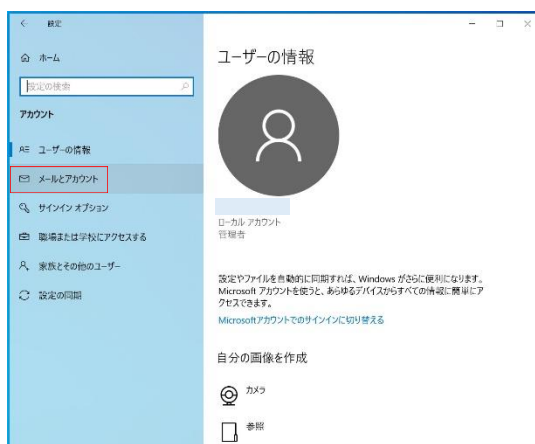 設定
ホーム
設定の検索
アカウント
ユーザーの情報
メールとアカウント
サインイン オプション
職場または学校にアクセスする
家族とその他のユーザー
設定の同期
ユーザーの情報
ローカル アカウント
管理者
設定やファイルを自動的に同期すれば、Windows がさらに便利になります。
Microsoft アカウントを使うと、あらゆるデバイスからすべての情報に簡単にア
クセスできます。
Microsoftアカウントでのサインインに切り替える
自分の画像を作成
カメラ
参照